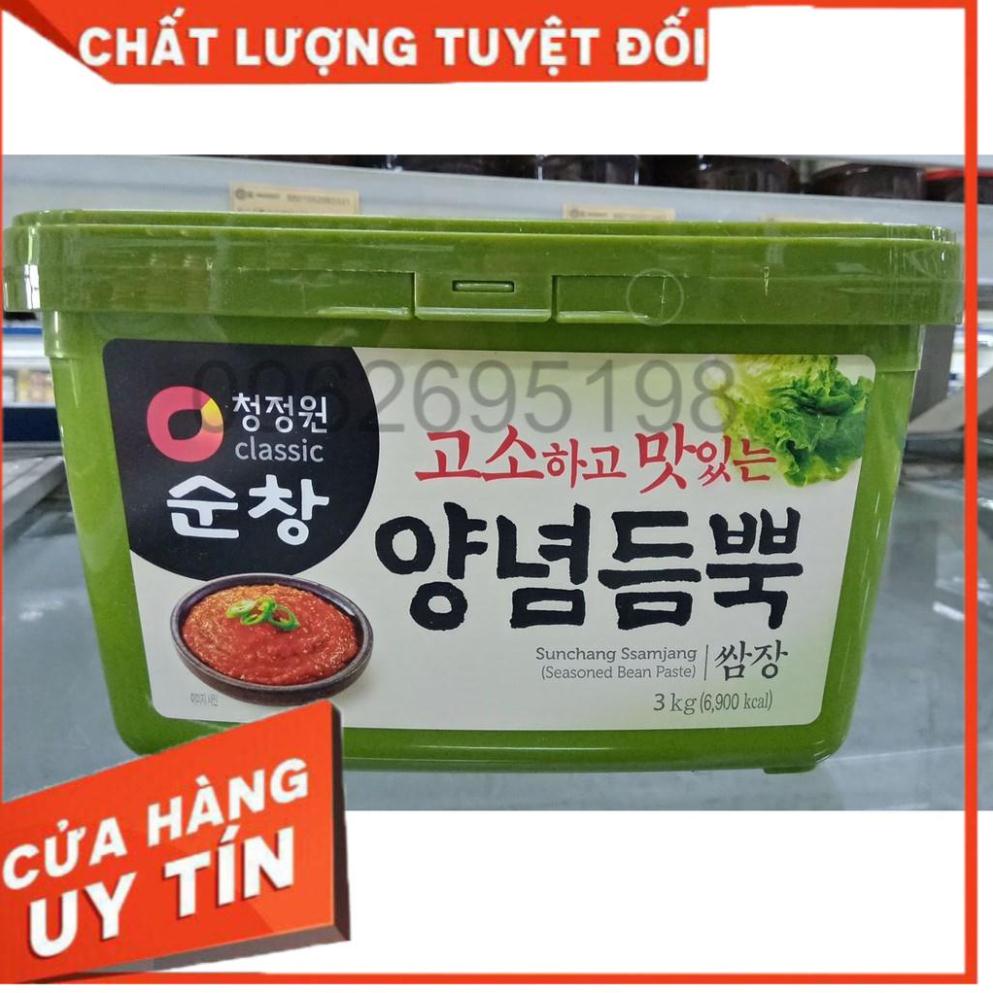 CHẤT LƯỢNG TUYỆT ĐỐI
0962695198
청정원
classic
순창
고소하고 맛있는
양념듬뿍
Sunchang Ssamjang
(Seasoned Bean Paste)
쌈장
3 kg (6,900 kcal)
CỬA HÀNG
UY TÍN